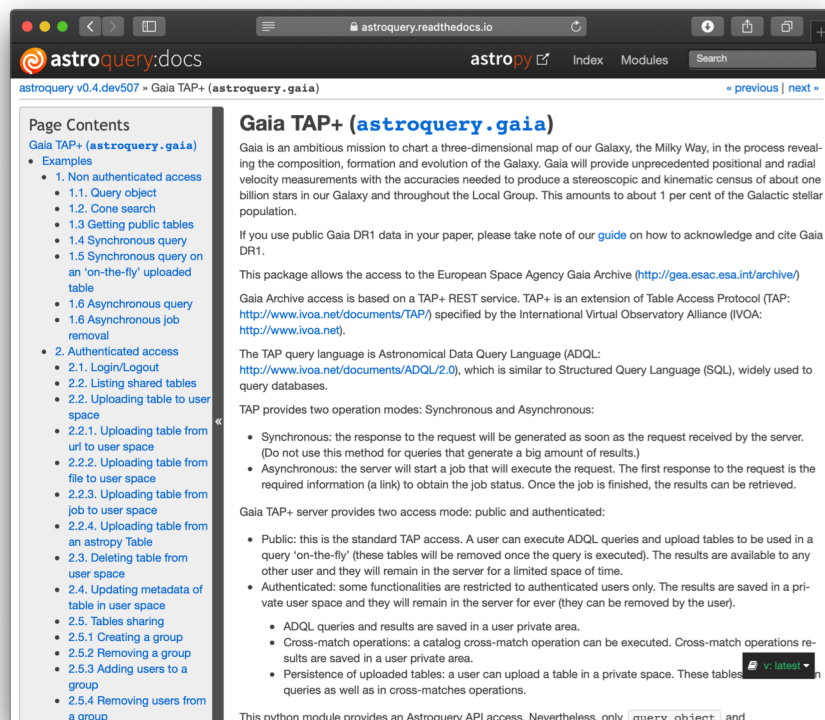 astroquery.readthedocs.io
astroquery:docs
astropy
Index
Modules
Search
astroquery v0.4.dev507 » Gaia TAP+ (astroquery.gaia)
« previous | next »
Page Contents
Gaia TAP+ (astroquery.gaia)
Examples
1. Non authenticated access
1.1. Query object
1.2. Cone search
1.3 Getting public tables
1.4 Synchronous query
1.5 Synchronous query on
an 'on-the-fly' uploaded
table
1.6 Asynchronous query
1.6 Asynchronous job
removal
2. Authenticated access
2.1. Login/Logout
2.2. Listing shared tables
2.2. Uploading table to user
space
2.2.1. Uploading table from
url to user space
2.2.2. Uploading table from
file to user space
2.2.3. Uploading table from
job to user space
2.2.4. Uploading table from
an astropy Table
2.3. Deleting table from
user space
2.4. Updating metadata of
table in user space
2.5. Tables sharing
2.5.1 Creating a group
2.5.2 Removing a group
2.5.3 Adding users to a
group
2.5.4 Removing users from
a group
«
Gaia TAP+ (astroquery.gaia)
Gaia is an ambitious mission to chart a three-dimensional map of our Galaxy, the Milky Way, in the process reveal-
ing the composition, formation and evolution of the Galaxy. Gaia will provide unprecedented positional and radial
velocity measurements with the accuracies needed to produce a stereoscopic and kinematic census of about one
billion stars in our Galaxy and throughout the Local Group. This amounts to about 1 per cent of the Galactic stellar
population.
If you use public Gaia DR1 data in your paper, please take note of our guide on how to acknowledge and cite Gaia
DR1.
This package allows the access to the European Space Agency Gaia Archive (http://gea.esac.esa.int/archive/)
Gaia Archive access is based on a TAP+ REST service. TAP+ is an extension of Table Access Protocol (TAP:
http://www.ivoa.net/documents/TAP/) specified by the International Virtual Observatory Alliance (IVOA:
http://www.ivoa.net).
The TAP query language is Astronomical Data Query Language (ADQL:
http://www.ivoa.net/documents/ADQL/2.0), which is similar to Structured Query Language (SQL), widely used to
query databases.
TAP provides two operation modes: Synchronous and Asynchronous:
Synchronous: the response to the request will be generated as soon as the request received by the server.
(Do not use this method for queries that generate a big amount of results.)
Asynchronous: the server will start a job that will execute the request. The first response to the request is the
required information (a link) to obtain the job status. Once the job is finished, the results can be retrieved.
Gaia TAP+ server provides two access mode: public and authenticated:
Public: this is the standard TAP access. A user can execute ADQL queries and upload tables to be used in a
query 'on-the-fly' (these tables will be removed once the query is executed). The results are available to any
other user and they will remain in the server for a limited space of time.
Authenticated: some functionalities are restricted to authenticated users only. The results are saved in a pri-
vate user space and they will remain in the server for ever (they can be removed by the user).
ADQL queries and results are saved in a user private area.
Cross-match operations: a catalog cross-match operation can be executed. Cross-match operations re-
sults are saved in a user private area.
Persistence of uploaded tables: a user can upload a table in a private space. These tables
queries as well as in cross-matches operations.
v: latest
This python module provides an Astroquery API access. Nevertheless, only query_object and